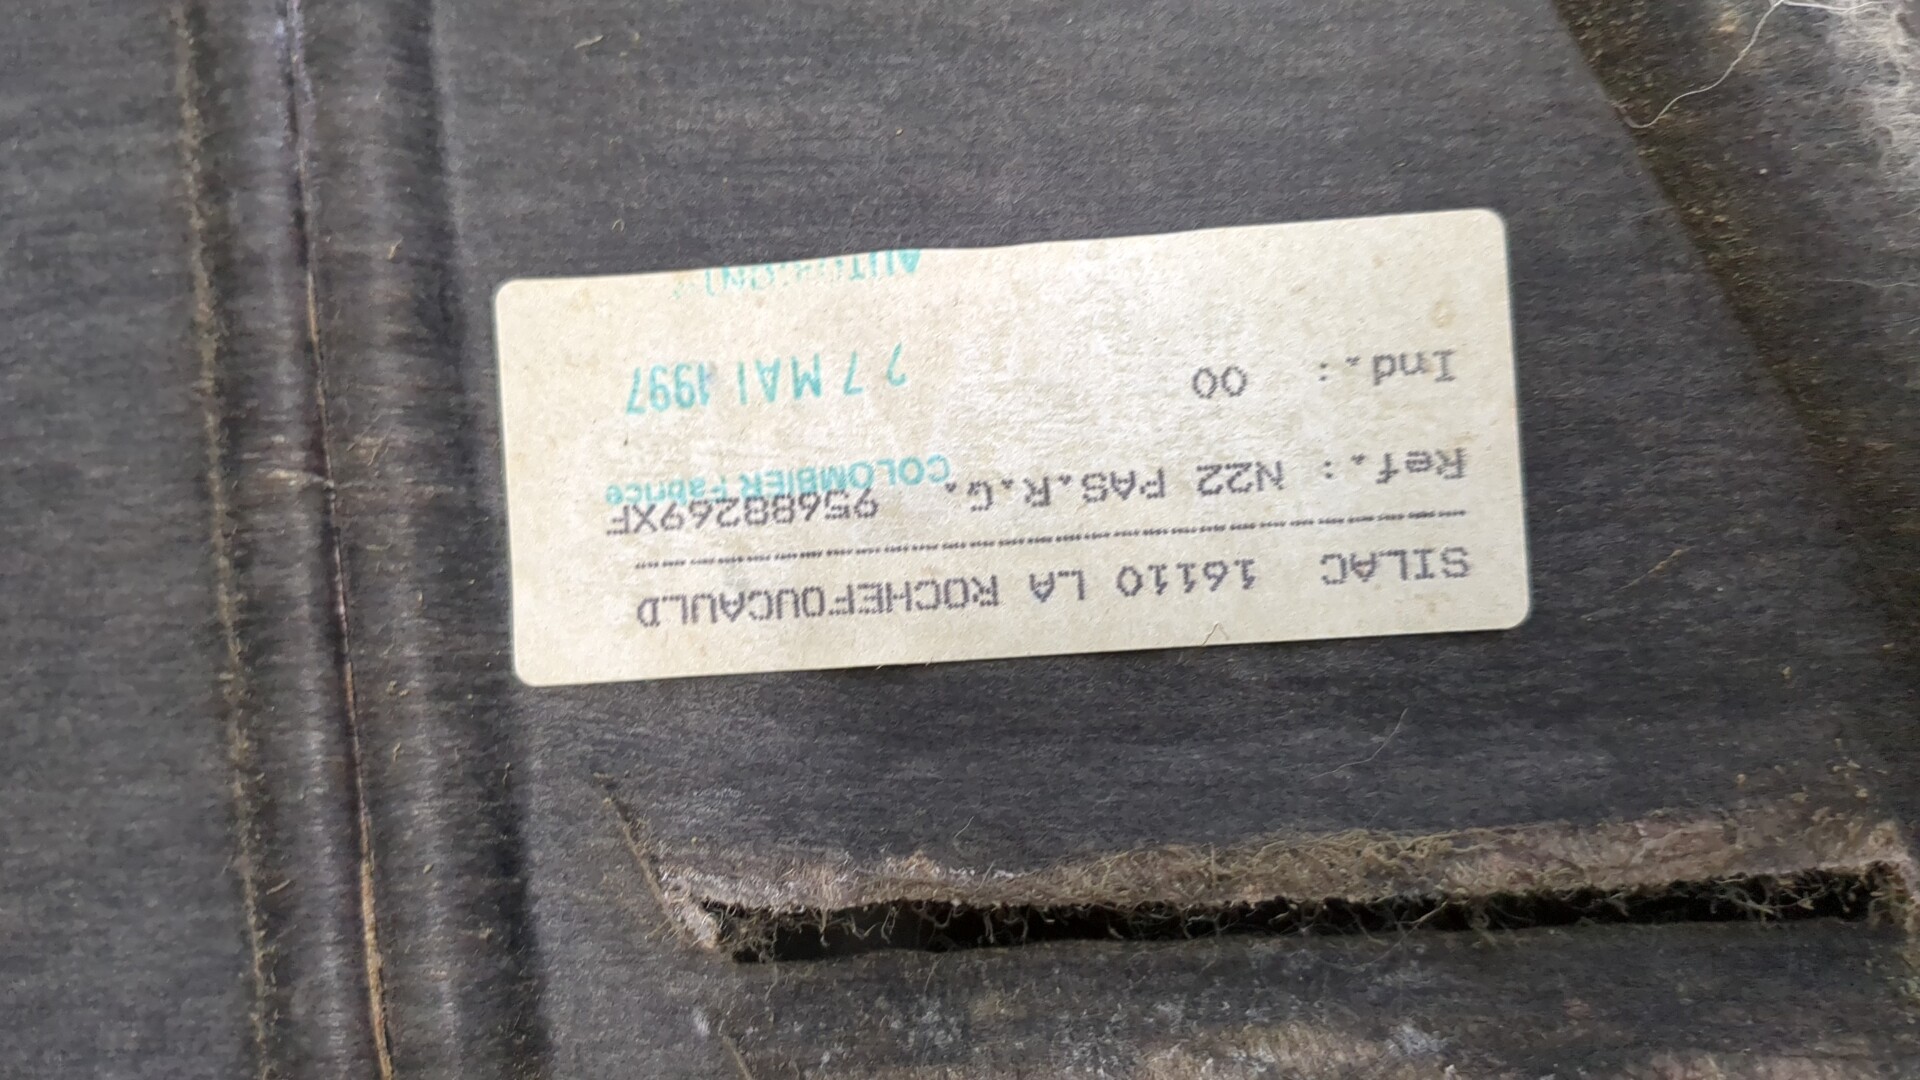 SILAC 16110 LA ROCHEFOUCAULD
Ref.: N22 PAS.R.G. 95688269XF
COLOMBIER Fabrice
Ind.: 00 27 MAI 1997